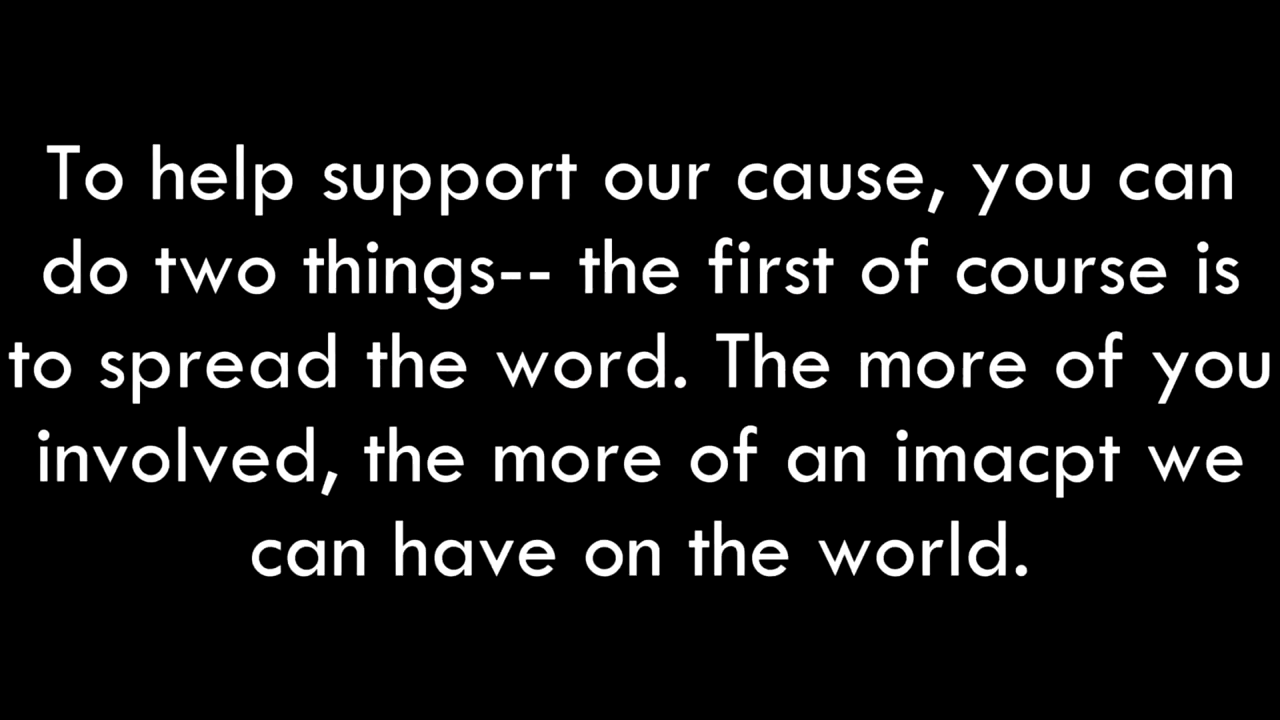 To help support our cause, you can
do two things-- the first of course is
to spread the word. The more of you
involved, the more of an imacpt we
can have on the world.